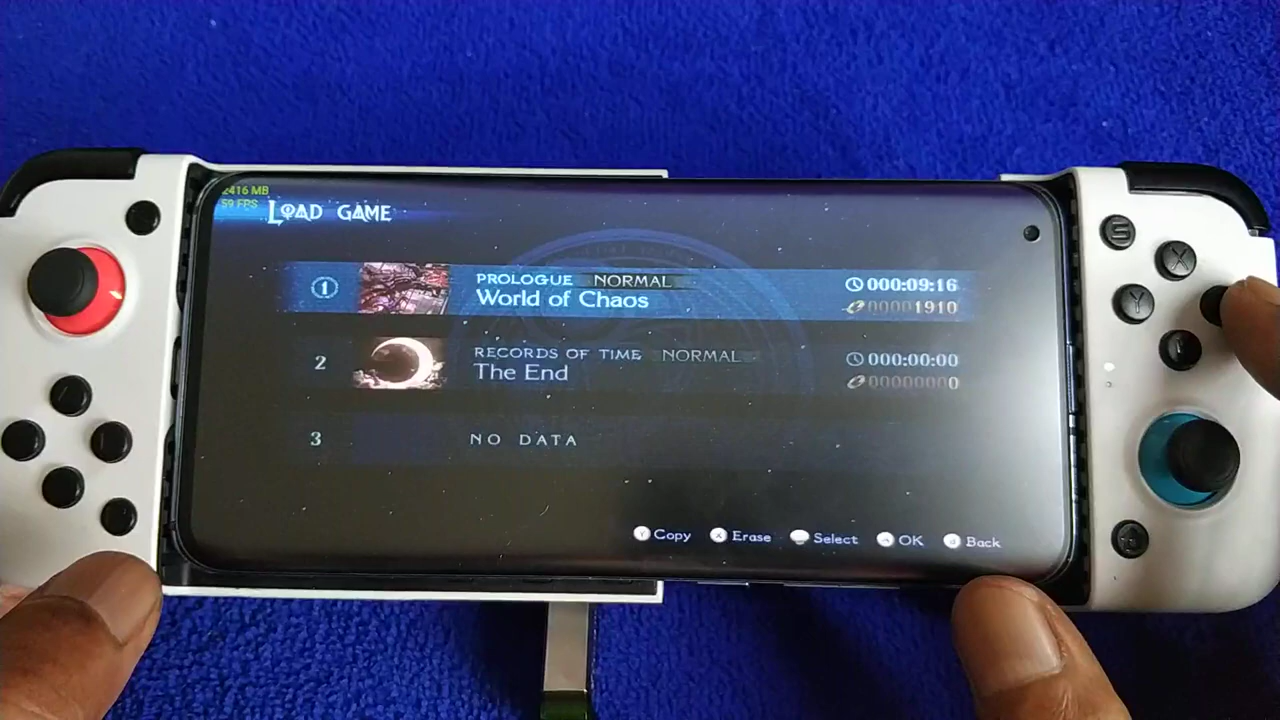 2416 MB
59 FPS
LOAD GAME
1
PROLOGUE NORMAL
World of Chaos
000:09:16
00001910
2
RECORDS OF TIME NORMAL
The End
000:00:00
00000000
3
NO DATA
Y Copy X Erase Select OK Back
S
X
Y